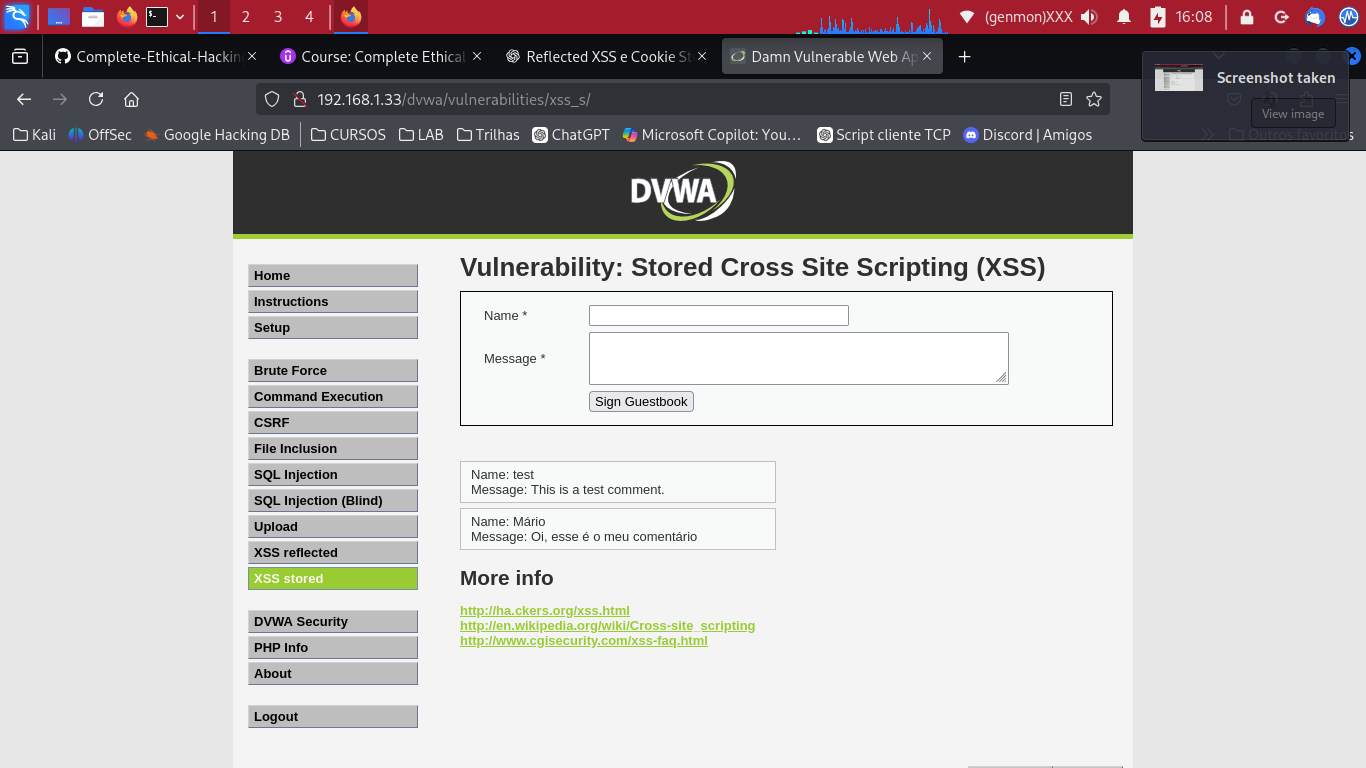 1 2 3 4 (genmon)XXX 16:08
Complete-Ethical-Hackin Course: Complete Ethical Reflected XSS e Cookie St Damn Vulnerable Web Ap
Screenshot taken
View image
192.168.1.33/dvwa/vulnerabilities/xss_s/
Kali OffSec Google Hacking DB CURSOS LAB Trilhas ChatGPT Microsoft Copilot: You… Script cliente TCP Discord | Amigos Outros favoritos
DVWA
Home
Instructions
Setup
Brute Force
Command Execution
CSRF
File Inclusion
SQL Injection
SQL Injection (Blind)
Upload
XSS reflected
XSS stored
DVWA Security
PHP Info
About
Logout
Vulnerability: Stored Cross Site Scripting (XSS)
Name *
Message *
Sign Guestbook
Name: test
Message: This is a test comment.
Name: Mário
Message: Oi, esse é o meu comentário
More info
http://ha.ckers.org/xss.html
http://en.wikipedia.org/wiki/Cross-site_scripting
http://www.cgisecurity.com/xss-faq.html